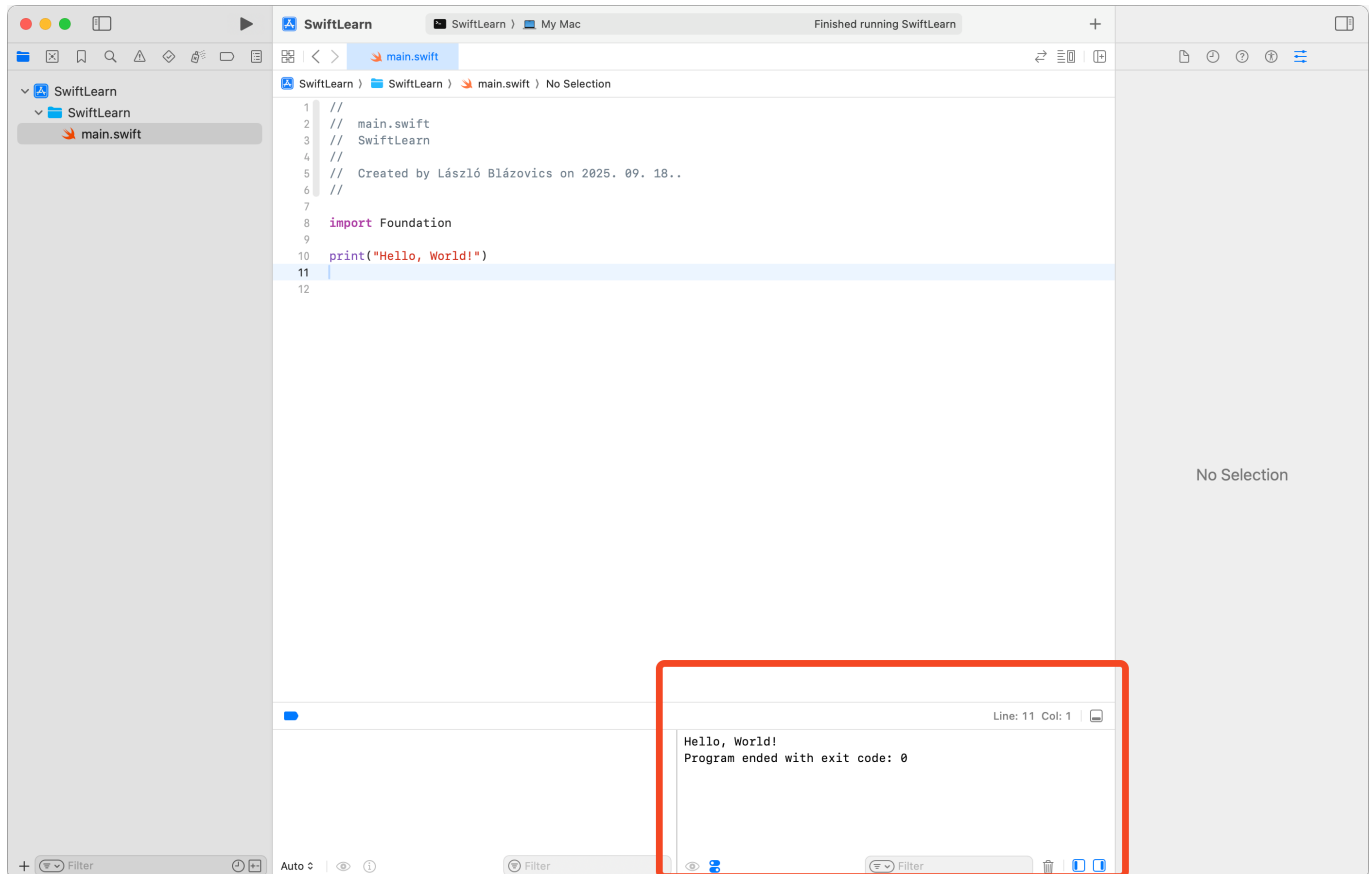 SwiftLearn
SwiftLearn 〉 My Mac
Finished running SwiftLearn
main.swift
SwiftLearn 〉 SwiftLearn 〉 main.swift 〉 No Selection
SwiftLearn
SwiftLearn
main.swift
1 //
2 //  main.swift
3 //  SwiftLearn
4 //
5 //  Created by László Blázovics on 2025. 09. 18..
6 //
7
8 import Foundation
9
10 print("Hello, World!")
11
12
No Selection
Line: 11 Col: 1
Hello, World!
Program ended with exit code: 0
Filter
Auto
Filter
Filter